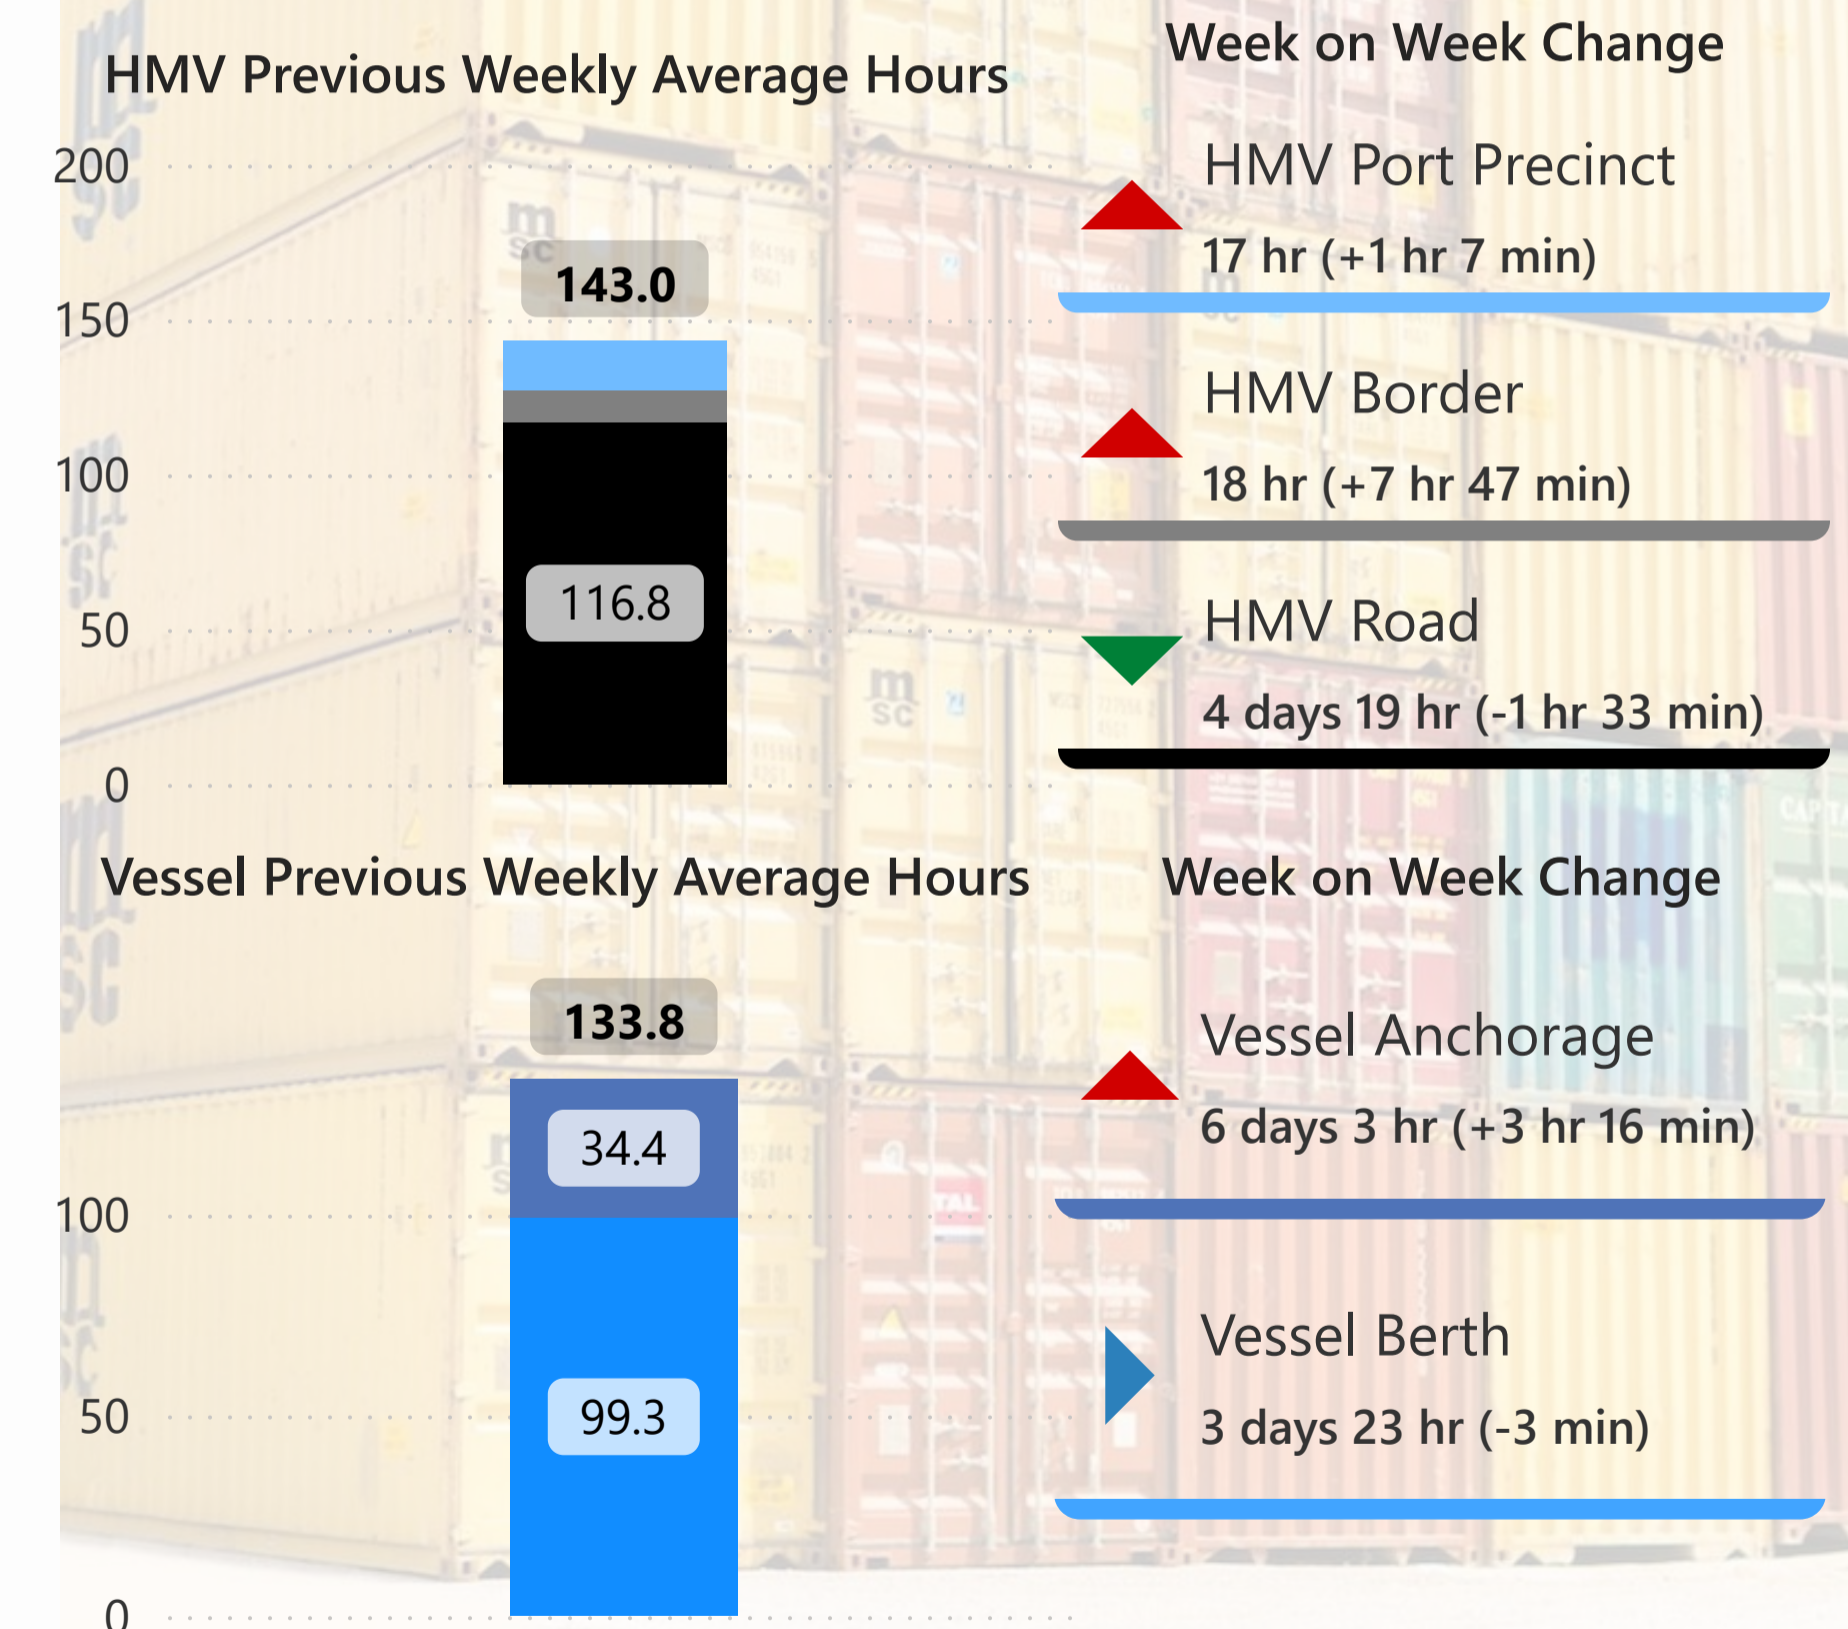 HMV Previous Weekly Average Hours
200
150
100
50
0
143.0
116.8
Week on Week Change
HMV Port Precinct
17 hr (+1 hr 7 min)
HMV Border
18 hr (+7 hr 47 min)
HMV Road
4 days 19 hr (-1 hr 33 min)
Vessel Previous Weekly Average Hours
133.8
34.4
100
99.3
50
0
Week on Week Change
Vessel Anchorage
6 days 3 hr (+3 hr 16 min)
Vessel Berth
3 days 23 hr (-3 min)
msc
msc
TAL